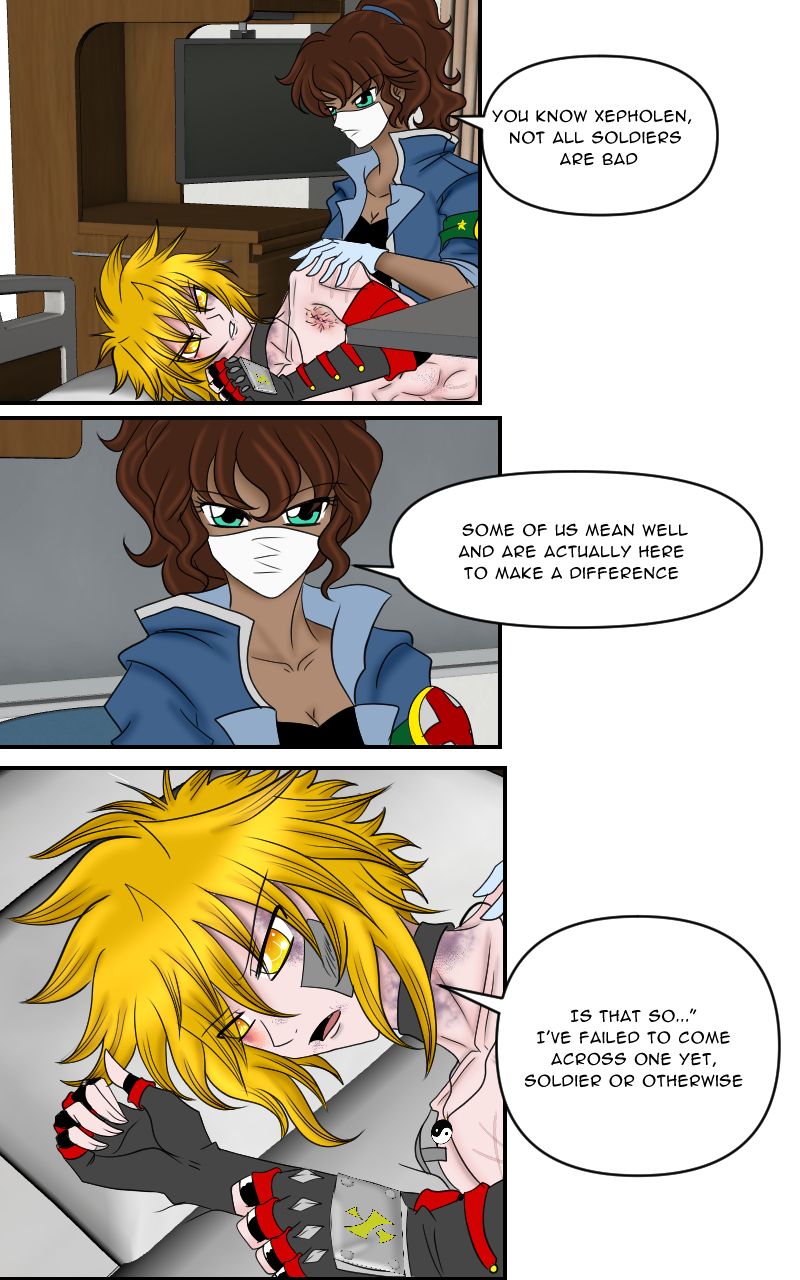 YOU KNOW XEPHOLEN,
NOT ALL SOLDIERS
ARE BAD
SOME OF US MEAN WELL
AND ARE ACTUALLY HERE
TO MAKE A DIFFERENCE
IS THAT SO..."
I'VE FAILED TO COME
ACROSS ONE YET,
SOLDIER OR OTHERWISE